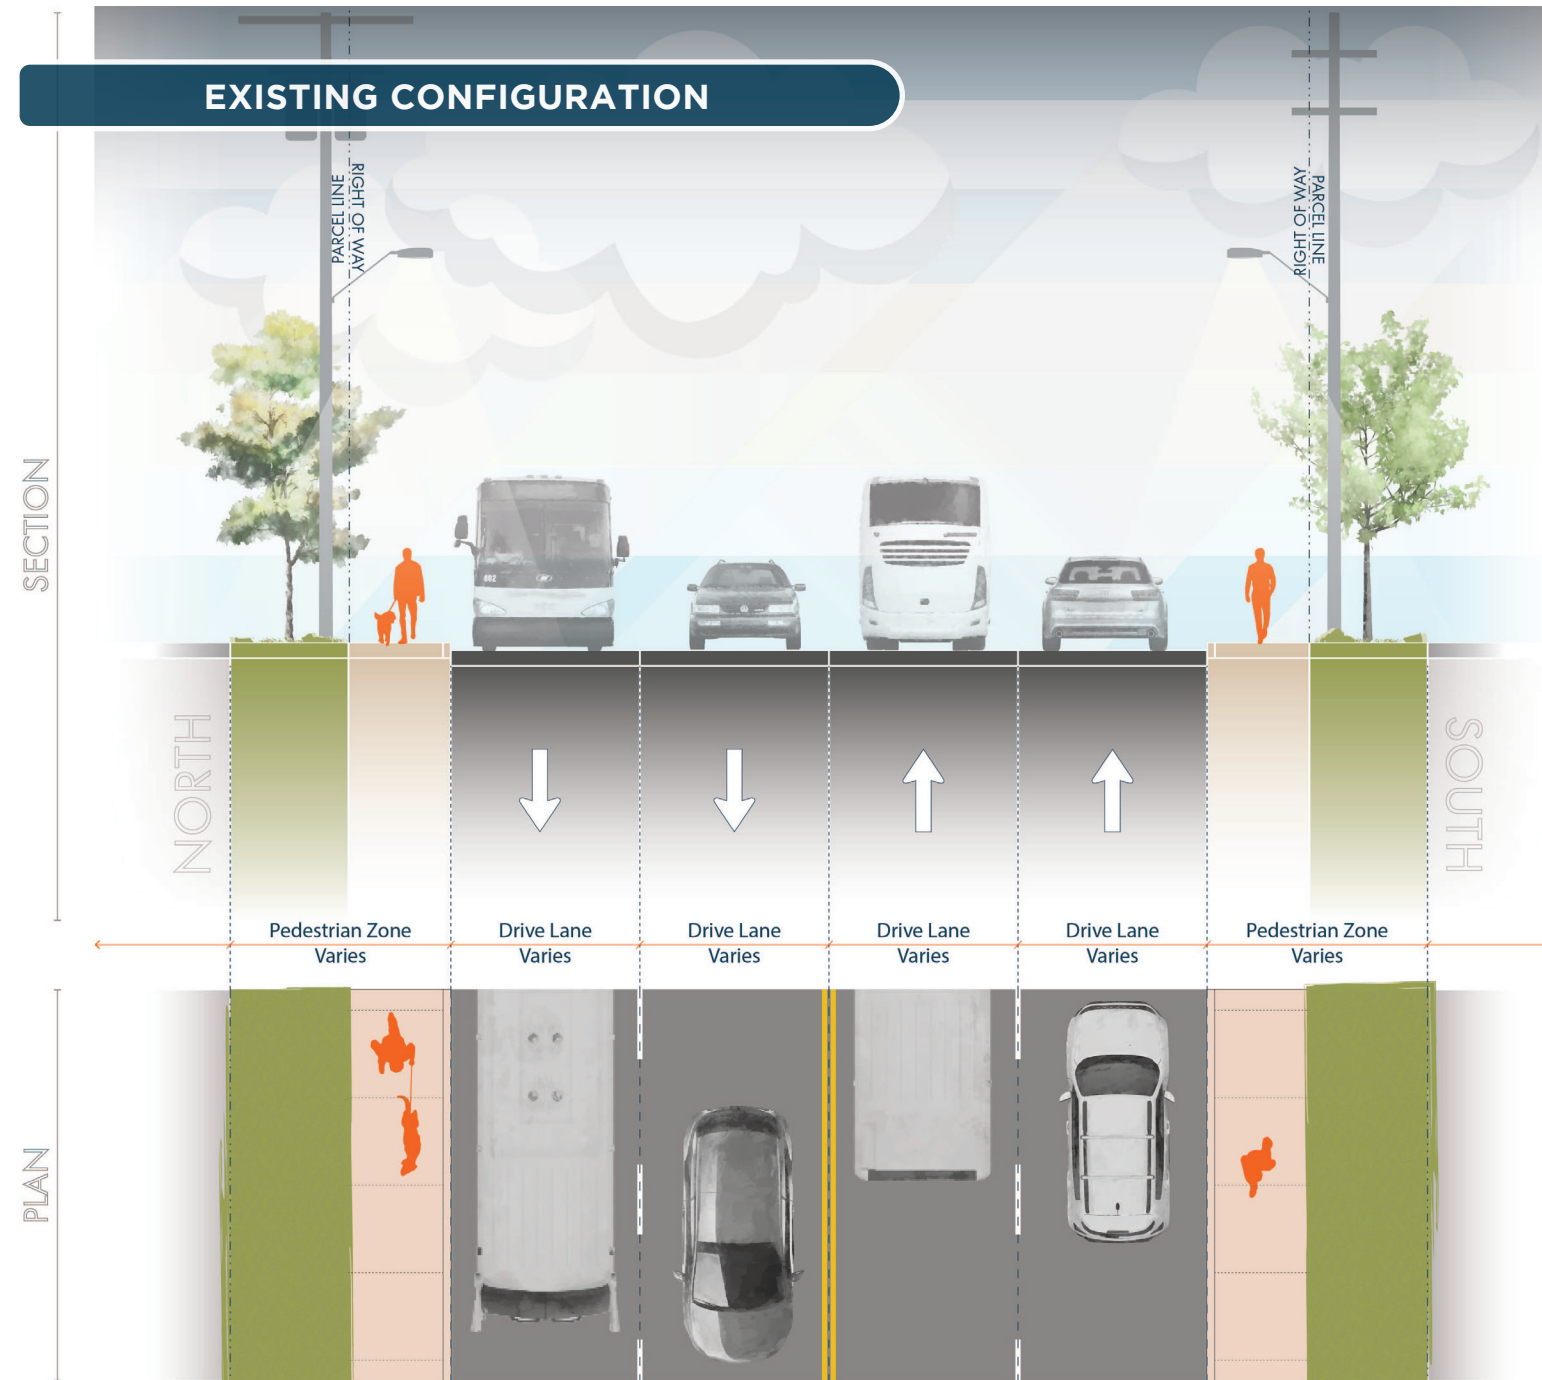 EXISTING CONFIGURATION
PARCEL LINE
RIGHT OF WAY
RIGHT OF WAY
PARCEL LINE
SECTION
802
NORTH
SOUTH
Pedestrian Zone
Varies
Drive Lane
Varies
Drive Lane
Varies
Drive Lane
Varies
Drive Lane
Varies
Pedestrian Zone
Varies
PLAN